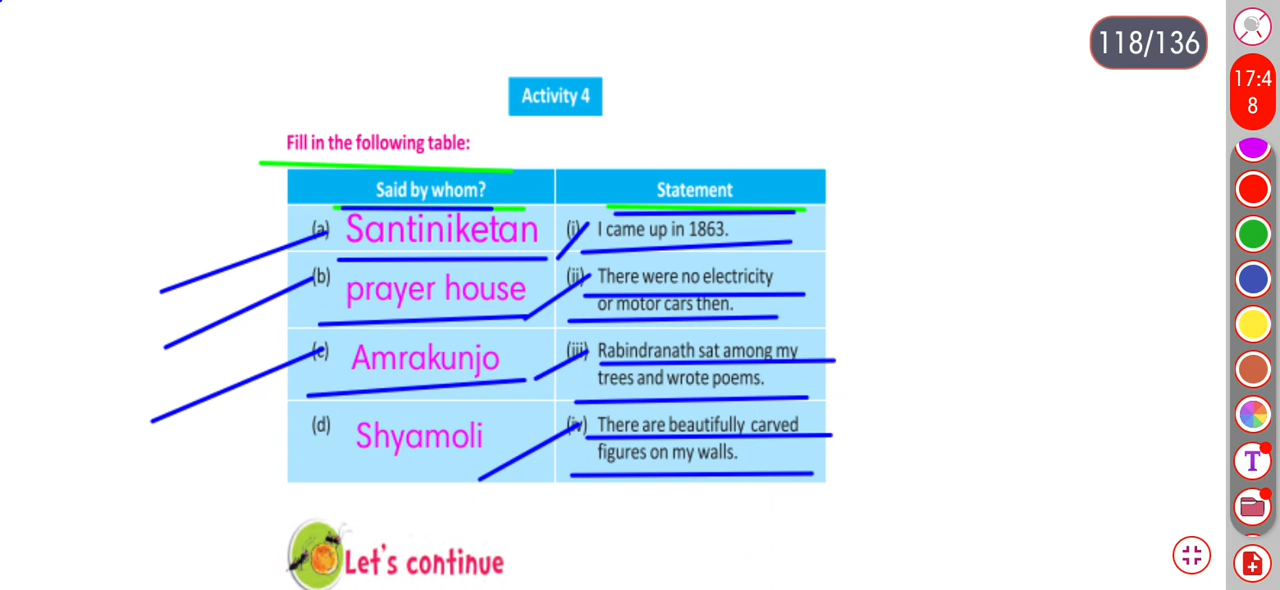 118/136
17:4
8
Activity 4
Fill in the following table:
Said by whom? Statement
(a) Santiniketan (i) I came up in 1863.
(b) prayer house (ii) There were no electricity
or motor cars then.
(c) Amrakunjo (iii) Rabindranath sat among my
trees and wrote poems.
(d) Shyamoli (iv) There are beautifully carved
figures on my walls.
T
Let's continue